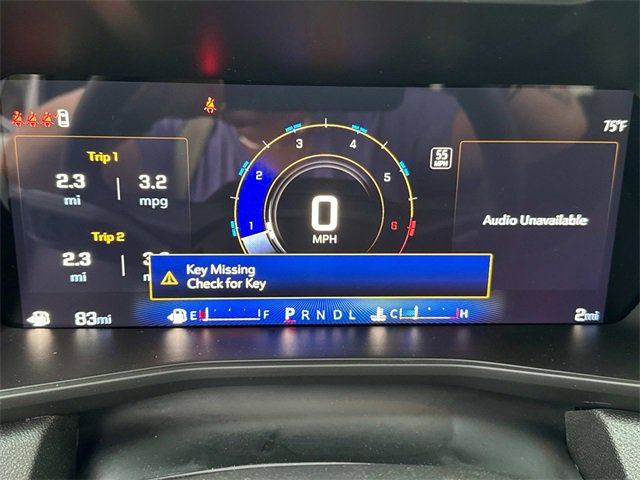 75°F
Trip 1
2.3 mi | 3.2 mpg
Trip 2
2.3 mi
1 2 3 4 5 6
55 MPH
0
MPH
Audio Unavailable
Key Missing
Check for Key
83mi
E F
P R N D L
C H
2mi